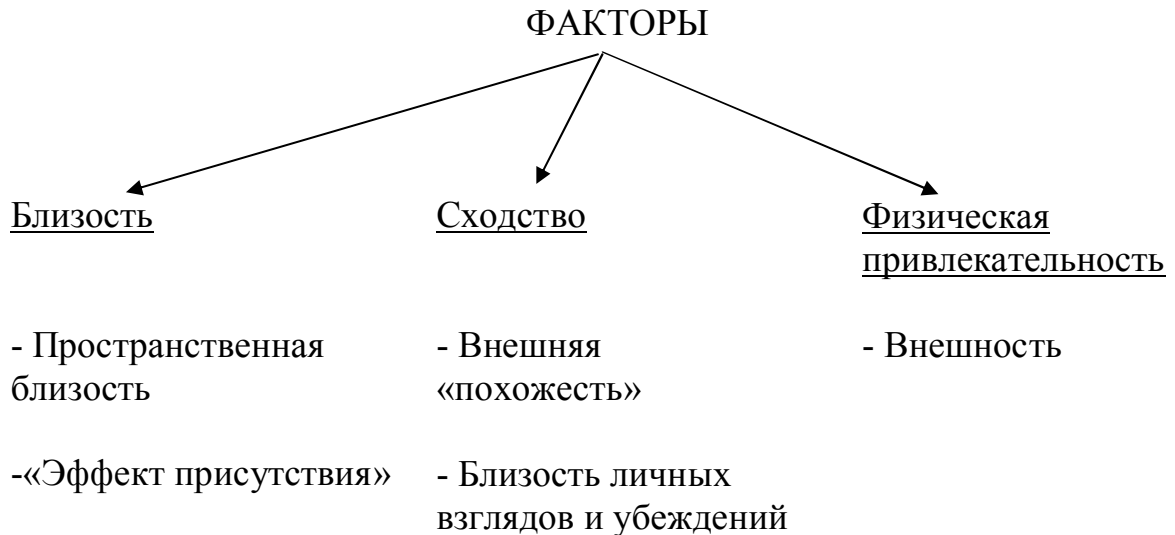 ФАКТОРЫ
Близость
Сходство
Физическая
привлекательность
- Пространственная
близость
- Внешняя
«похожесть»
- Внешность
-«Эффект присутствия»
- Близость личных
взглядов и убеждений